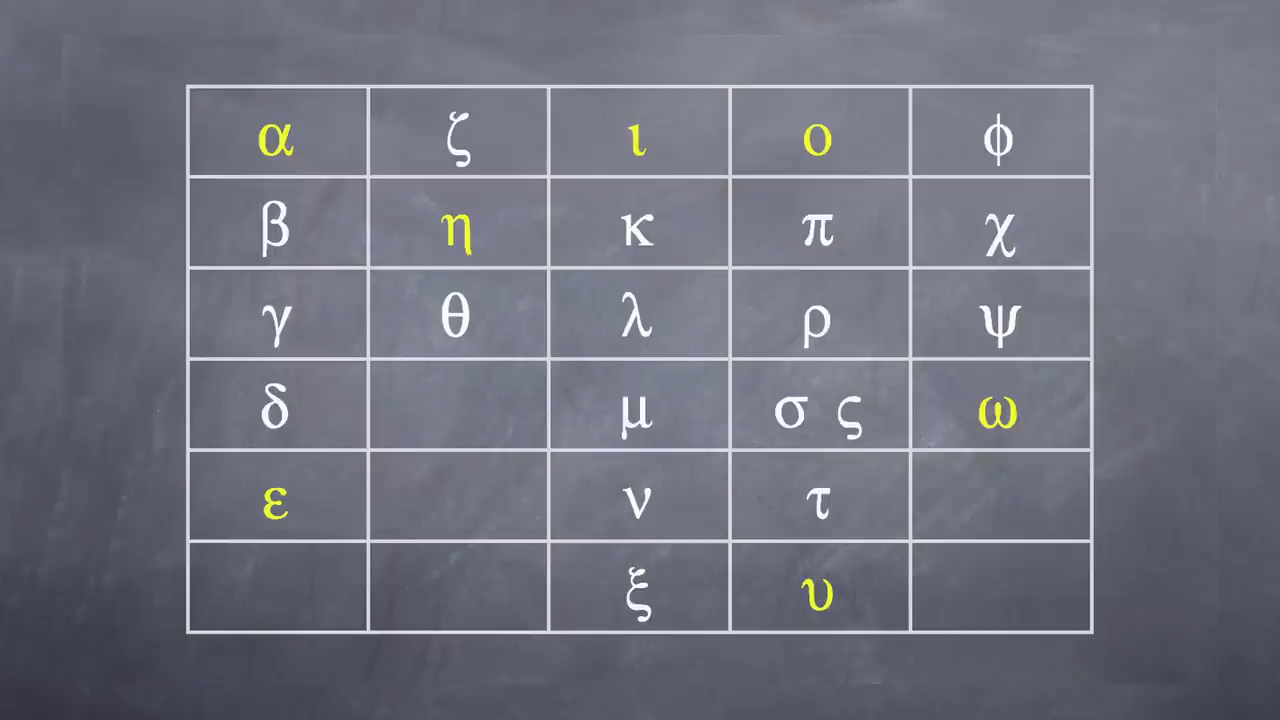 α ζ ι ο φ
β η κ π χ
γ θ λ ρ ψ
δ μ σ ς ω
ε ν τ
ξ υ